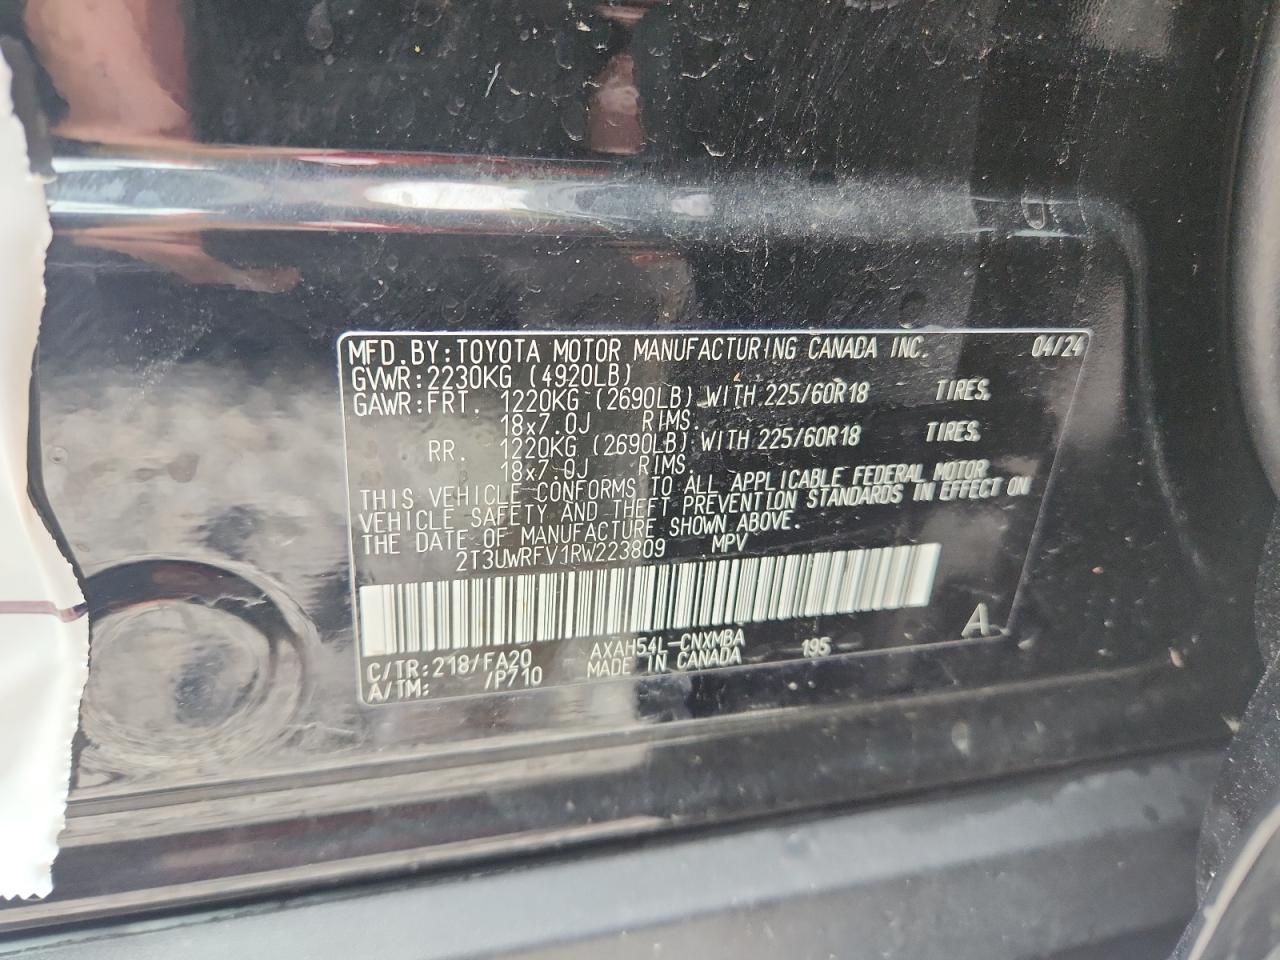 MFD.BY:TOYOTA MOTOR MANUFACTURING CANADA INC. 04/24
GVWR:2230KG (4920LB)
GAWR:FRT. 1220KG (2690LB) WITH 225/60R18 TIRES,
18x7.0J RIMS.
RR. 1220KG (2690LB) WITH 225/60R18 TIRES,
18x7.0J RIMS.
THIS VEHICLE CONFORMS TO ALL APPLICABLE FEDERAL MOTOR
VEHICLE SAFETY AND THEFT PREVENTION STANDARDS IN EFFECT ON
THE DATE OF MANUFACTURE SHOWN ABOVE.
2T3UWRFV1RW223809 MPV
C/TR:218/FA20 AXAH54L-CNXMBA 195 A
A/TM: /P710 MADE IN CANADA